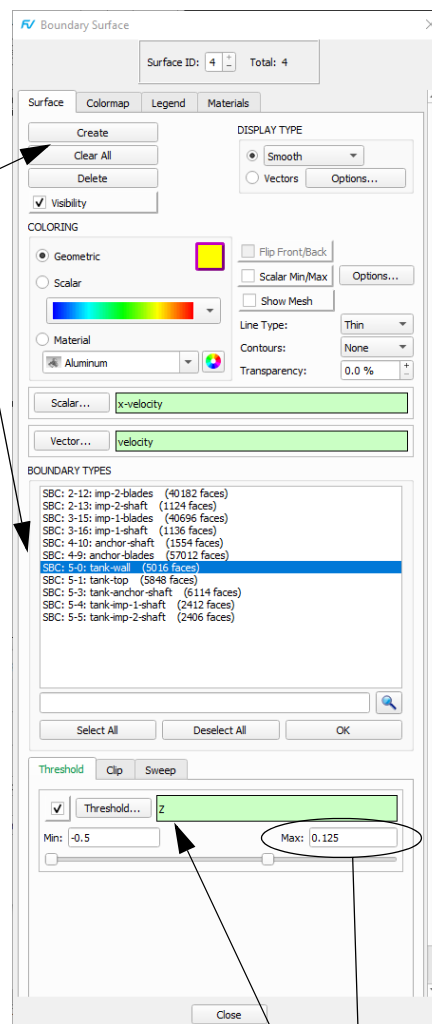 FV Boundary Surface
Surface ID: 4 Total: 4
Surface Colormap Legend Materials
Create
Clear All
Delete
Visibility
DISPLAY TYPE
Smooth
Vectors Options...
COLORING
Geometric
Scalar
Material
Aluminum
Flip Front/Back
Scalar Min/Max Options...
Show Mesh
Line Type: Thin
Contours: None
Transparency: 0.0 %
Scalar... x-velocity
Vector... velocity
BOUNDARY TYPES
SBC: 2-12: imp-2-blades (40182 faces)
SBC: 2-13: imp-2-shaft (1124 faces)
SBC: 3-15: imp-1-blades (40696 faces)
SBC: 3-16: imp-1-shaft (1136 faces)
SBC: 4-10: anchor-shaft (1554 faces)
SBC: 4-9: anchor-blades (57012 faces)
SBC: 5-0: tank-wall (5016 faces)
SBC: 5-1: tank-top (5848 faces)
SBC: 5-3: tank-anchor-shaft (6114 faces)
SBC: 5-4: tank-imp-1-shaft (2412 faces)
SBC: 5-5: tank-imp-2-shaft (2406 faces)
Select All Deselect All OK
Threshold Clip Sweep
Threshold... Z
Min: -0.5 Max: 0.125
Close